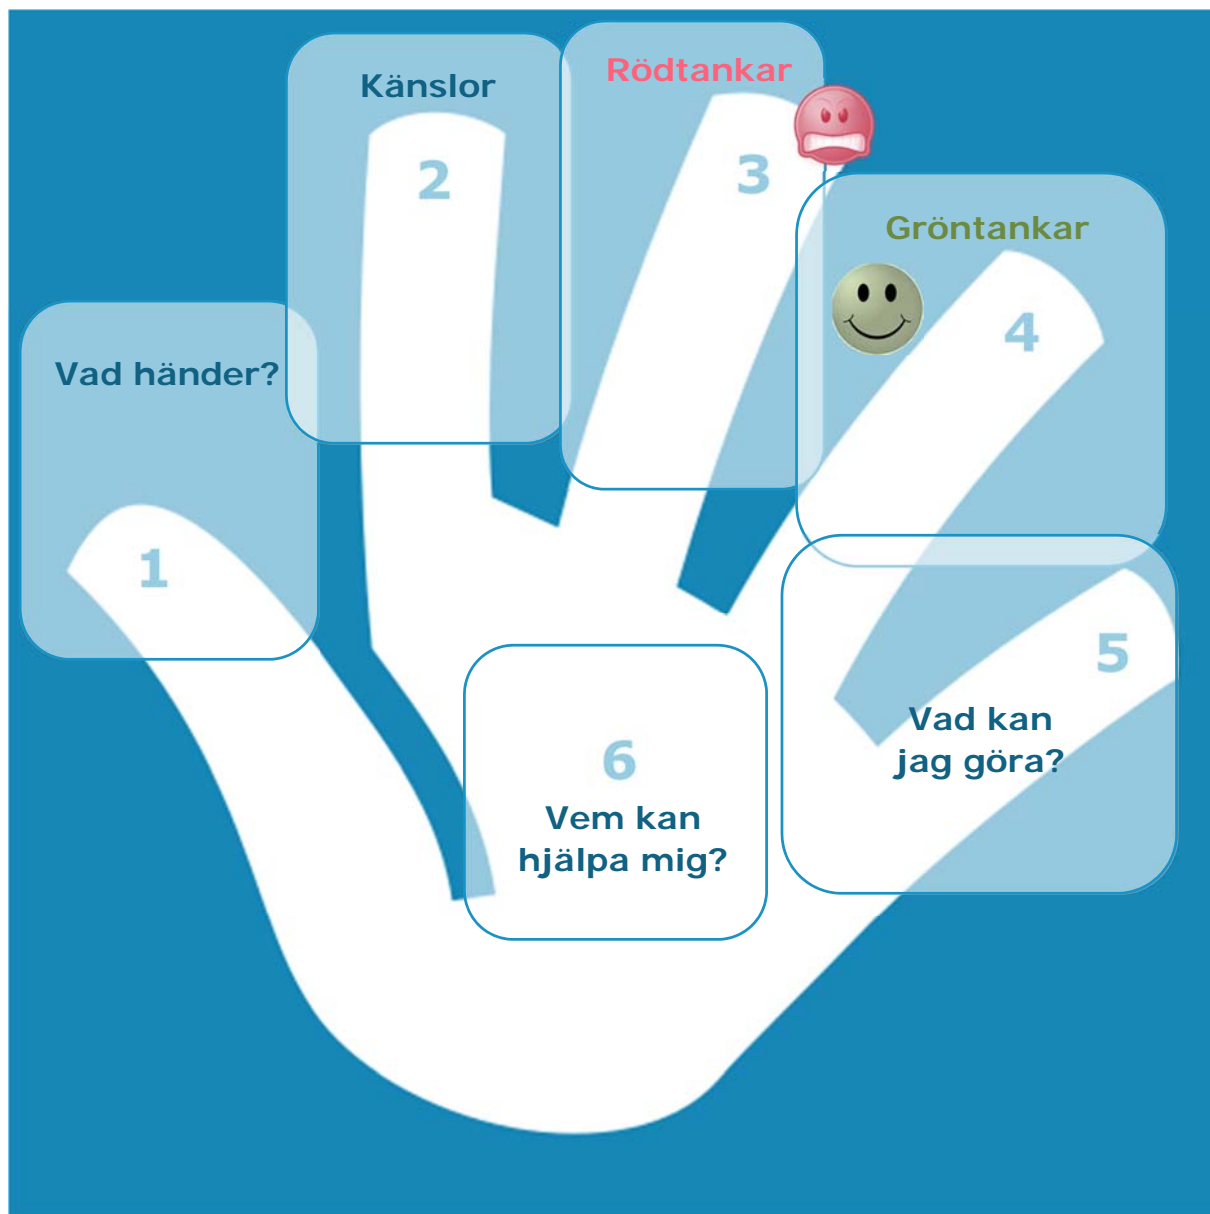 Vad händer?
1
Känslor
2
Rödtankar
3
Gröntankar
4
Vad kan
jag göra?
5
6
Vem kan
hjälpa mig?